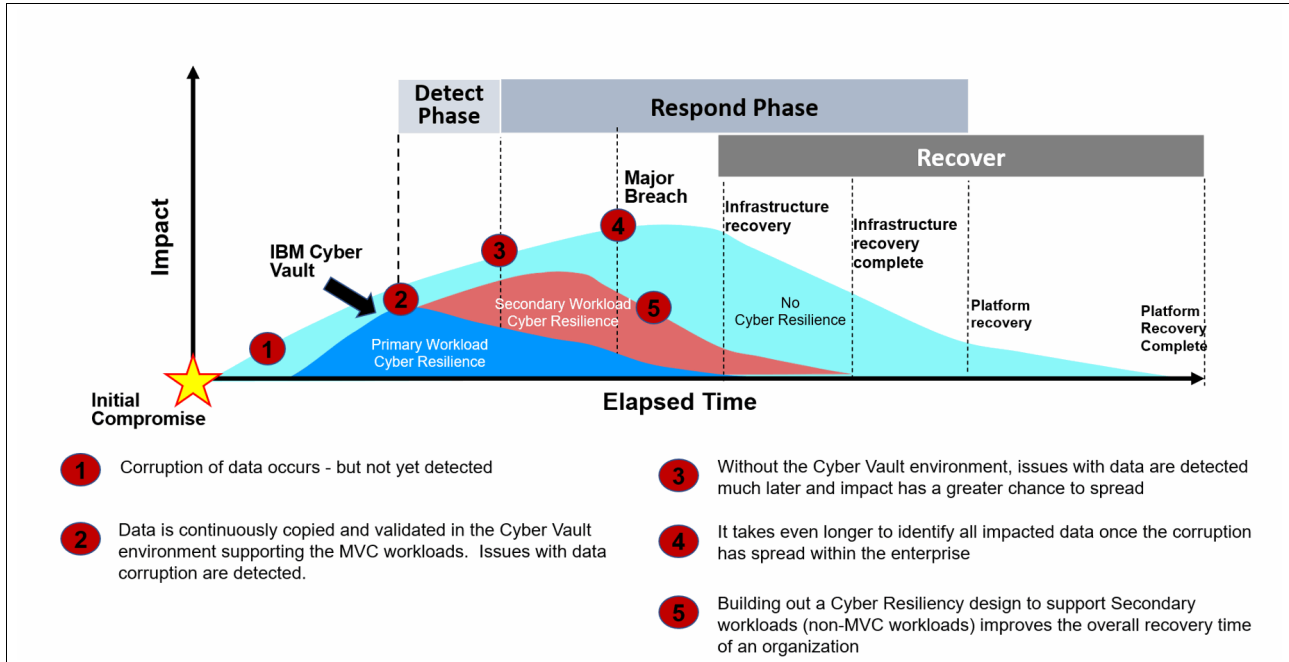 Detect
Phase
Respond Phase
Recover
Major
Breach
Infrastructure
recovery
Infrastructure
recovery
complete
Platform
recovery
Platform
Recovery
Complete
Impact
IBM Cyber
Vault
1
2
3
4
5
Secondary Workload
Cyber Resilience
No
Cyber Resilience
Primary Workload
Cyber Resilience
Initial
Compromise
Elapsed Time
1 Corruption of data occurs - but not yet detected
2 Data is continuously copied and validated in the Cyber Vault
environment supporting the MVC workloads. Issues with data
corruption are detected.
3 Without the Cyber Vault environment, issues with data are detected
much later and impact has a greater chance to spread
4 It takes even longer to identify all impacted data once the corruption
has spread within the enterprise
5 Building out a Cyber Resiliency design to support Secondary
workloads (non-MVC workloads) improves the overall recovery time
of an organization